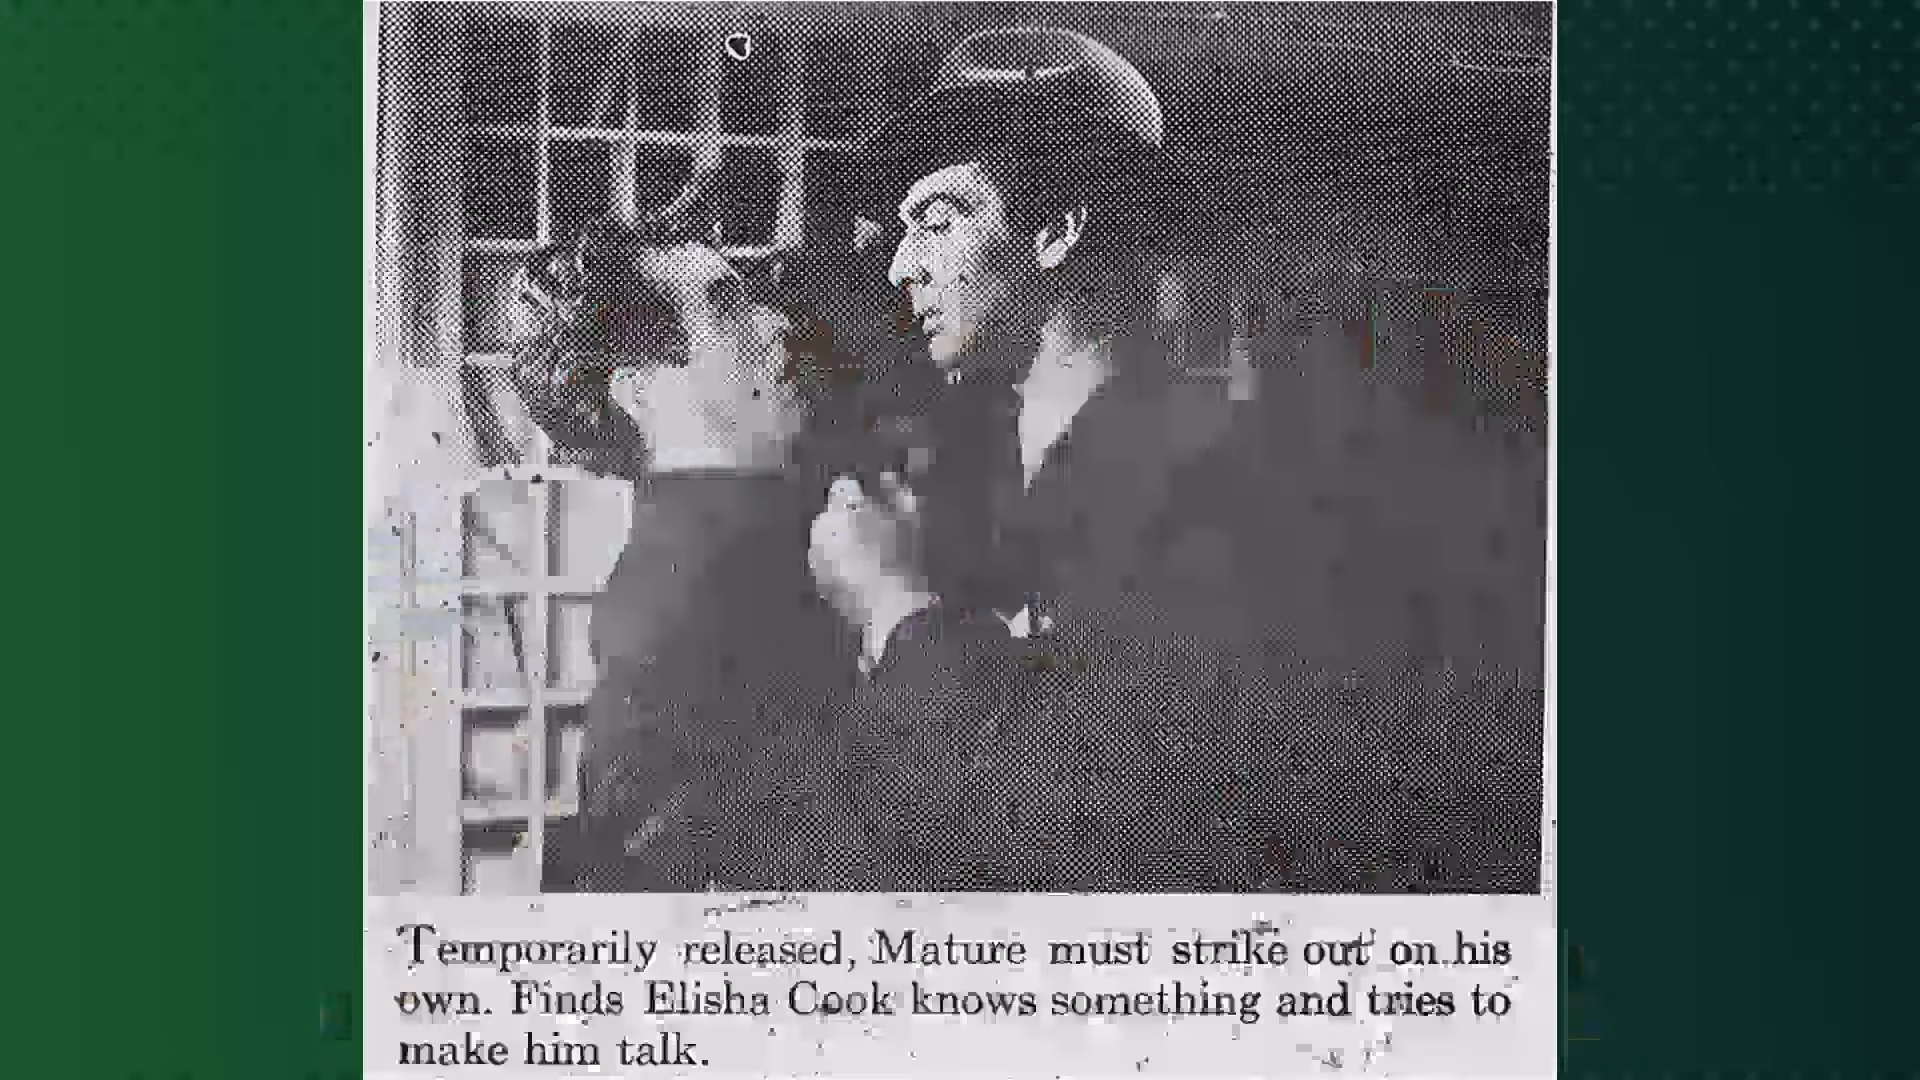 Temporarily released, Mature must strike out on his
own. Finds Elisha Cook knows something and tries to
make him talk.